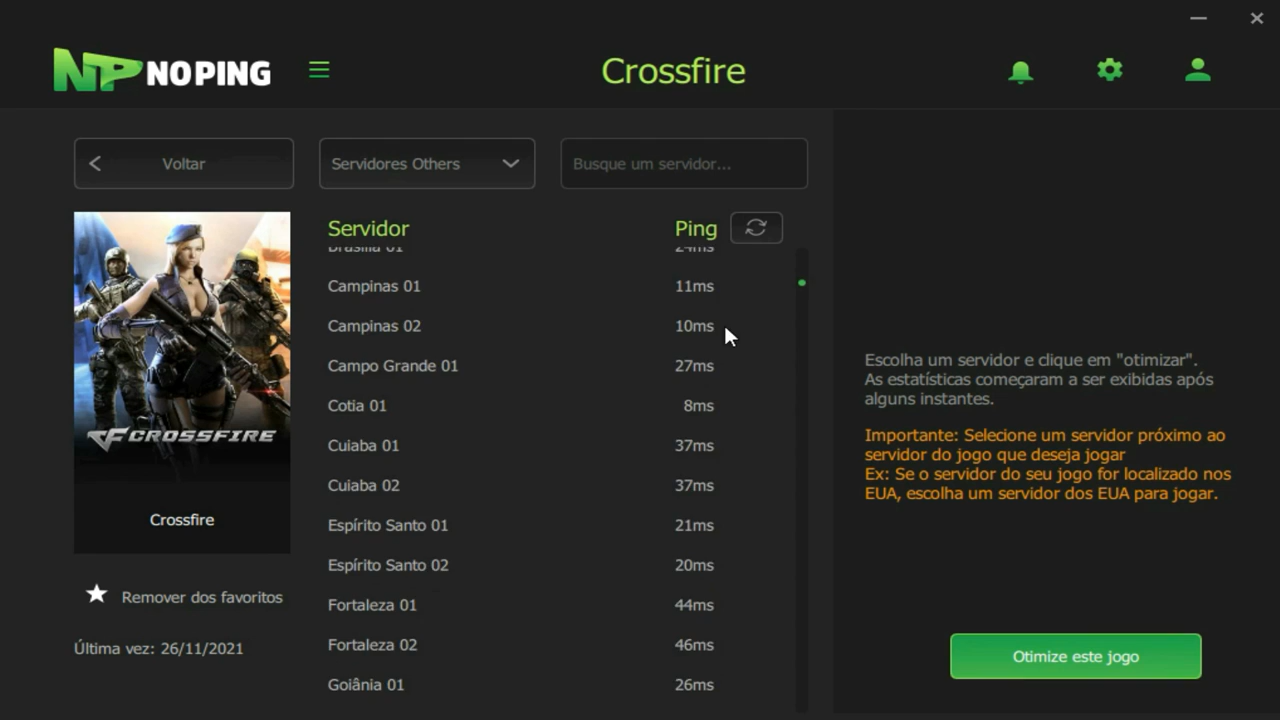 NP NOPING
Crossfire
Voltar
Servidores Others
Busque um servidor...
CF CROSSFIRE
Crossfire
Remover dos favoritos
Última vez: 26/11/2021
Servidor Ping
Brasilia 01 24ms
Campinas 01 11ms
Campinas 02 10ms
Campo Grande 01 27ms
Cotia 01 8ms
Cuiaba 01 37ms
Cuiaba 02 37ms
Espírito Santo 01 21ms
Espírito Santo 02 20ms
Fortaleza 01 44ms
Fortaleza 02 46ms
Goiânia 01 26ms
Escolha um servidor e clique em "otimizar".
As estatísticas começaram a ser exibidas após
alguns instantes.
Importante: Selecione um servidor próximo ao
servidor do jogo que deseja jogar
Ex: Se o servidor do seu jogo for localizado nos
EUA, escolha um servidor dos EUA para jogar.
Otimize este jogo